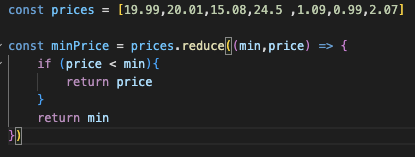 const prices = [19.99,20.01,15.08,24.5 ,1.09,0.99,2.07]

const minPrice = prices.reduce((min,price) => {
    if (price < min){
        return price
    }
    return min
})